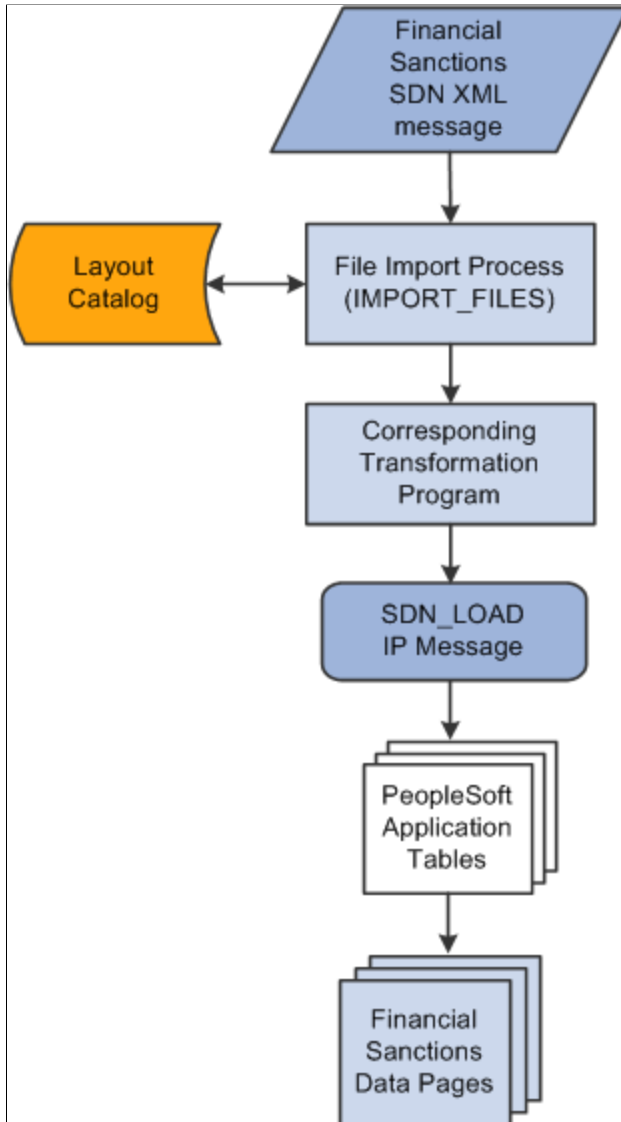 Financial
Sanctions
SDN XML
message
Layout
Catalog
File Import Process
(IMPORT_FILES)
Corresponding
Transformation
Program
SDN_LOAD
IP Message
PeopleSoft
Application
Tables
Financial
Sanctions
Data Pages